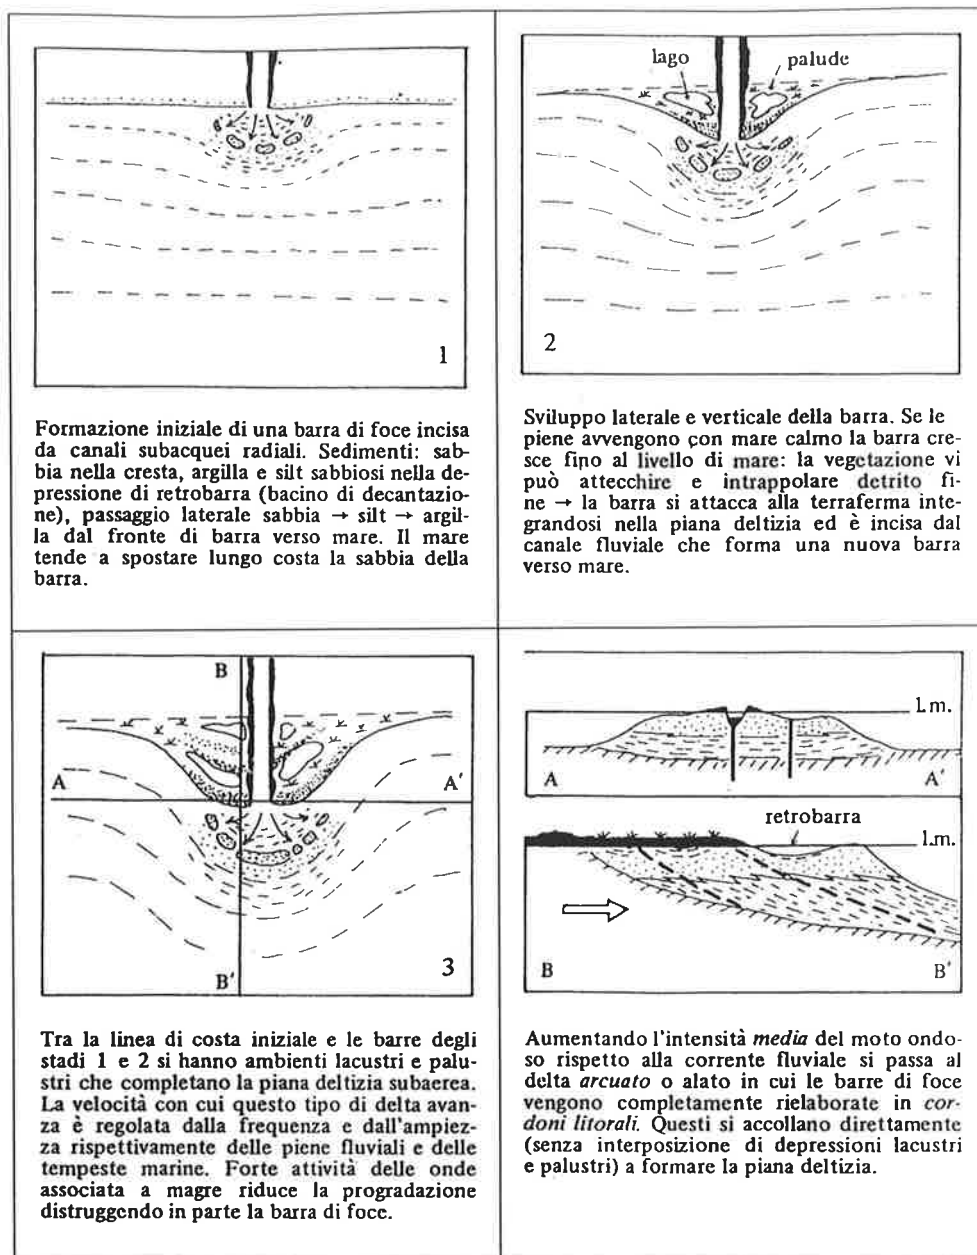 1
Formazione iniziale di una barra di foce incisa
da canali subacquei radiali. Sedimenti: sab-
bia nella cresta, argilla e silt sabbiosi nella de-
pressione di retrobarra (bacino di decantazio-
ne), passaggio laterale sabbia → silt → argil-
la dal fronte di barra verso mare. Il mare
tende a spostare lungo costa la sabbia della
barra.
lago
palude
2
Sviluppo laterale e verticale della barra. Se le
piene avvengono con mare calmo la barra cre-
sce fino al livello di mare: la vegetazione vi
può attecchire e intrappolare detrito fi-
ne → la barra si attacca alla terraferma inte-
grandosi nella piana deltizia ed è incisa dal
canale fluviale che forma una nuova barra
verso mare.
B
A
A'
B'
3
Tra la linea di costa iniziale e le barre degli
stadi 1 e 2 si hanno ambienti lacustri e palu-
stri che completano la piana deltizia subaerea.
La velocità con cui questo tipo di delta avan-
za è regolata dalla frequenza e dall'ampiez-
za rispettivamente delle piene fluviali e delle
tempeste marine. Forte attività delle onde
associata a magre riduce la progradazione
distruggendo in parte la barra di foce.
l.m.
A
A'
retrobarra
l.m.
B
B'
Aumentando l'intensità media del moto ondo-
so rispetto alla corrente fluviale si passa al
delta arcuato o alato in cui le barre di foce
vengono completamente rielaborate in cor-
doni litorali. Questi si accollano direttamente
(senza interposizione di depressioni lacustri
e palustri) a formare la piana deltizia.